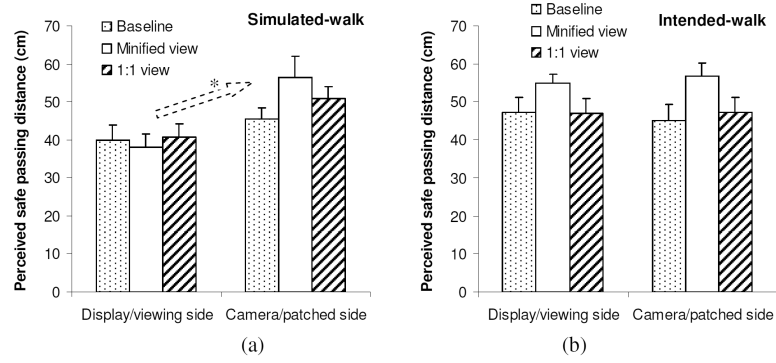 Simulated-walk
Perceived safe passing distance (cm)
70
60
50
40
30
20
10
0
Baseline
Minified view
1:1 view
*
Display/viewing side
Camera/patched side
(a)
Intended-walk
Perceived safe passing distance (cm)
70
60
50
40
30
20
10
0
Baseline
Minified view
1:1 view
Display/viewing side
Camera/patched side
(b)